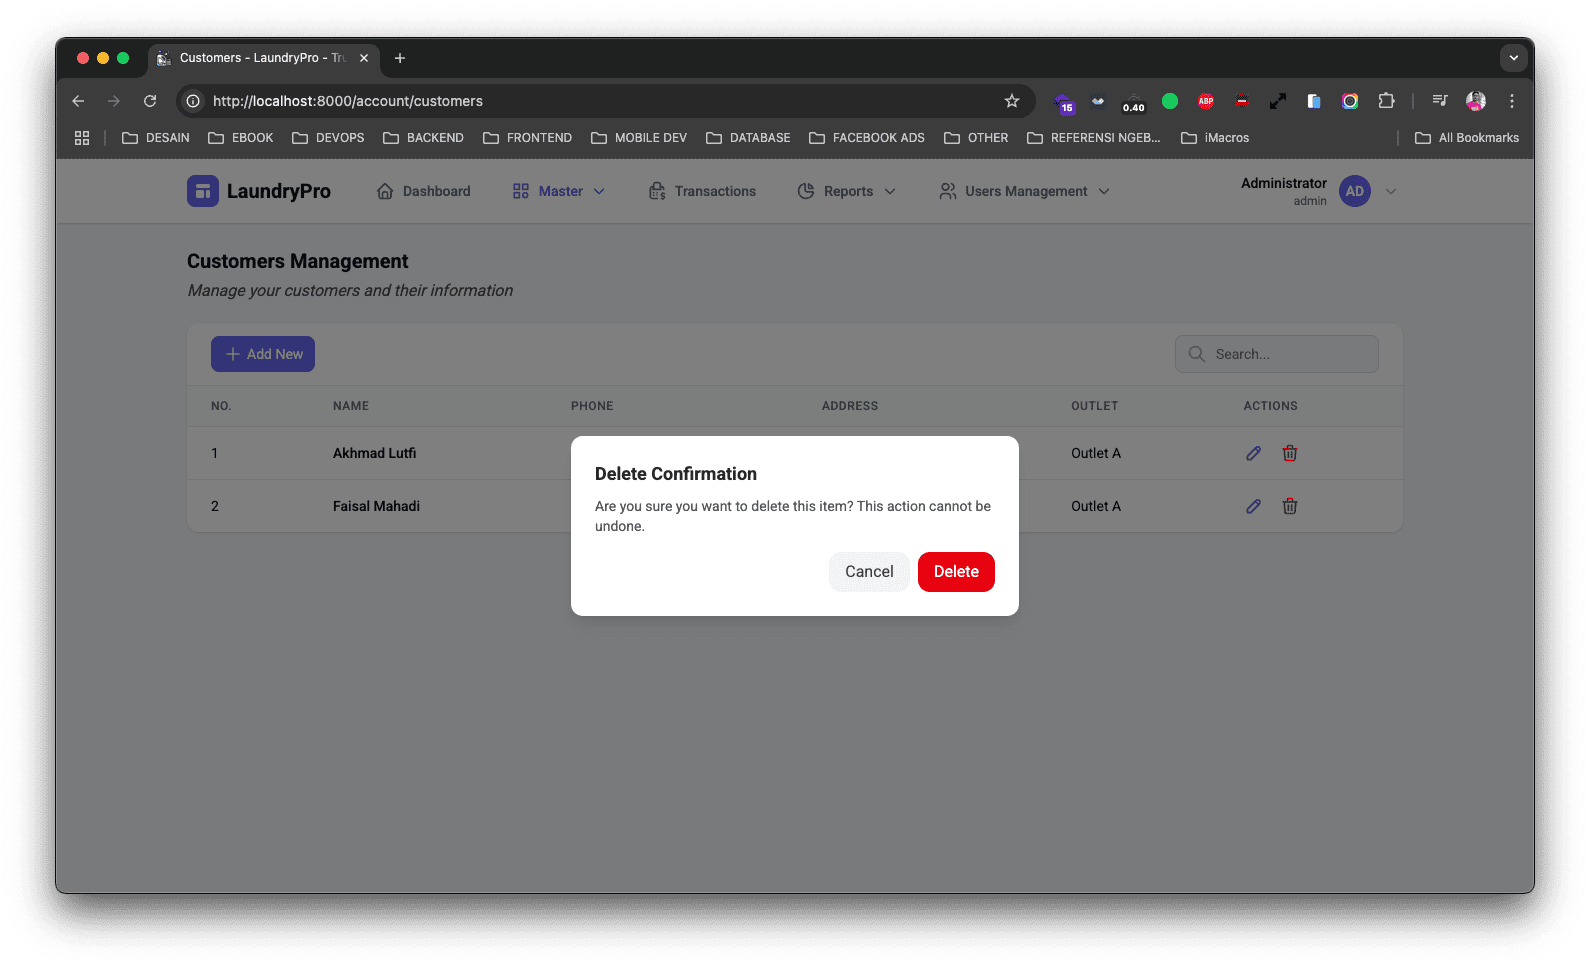 Customers - LaundryPro - Tru
http://localhost:8000/account/customers
15
0.40
ABP
DESAIN EBOOK DEVOPS BACKEND FRONTEND MOBILE DEV DATABASE FACEBOOK ADS OTHER REFERENSI NGEB... iMacros All Bookmarks
LaundryPro Dashboard Master Transactions Reports Users Management Administrator
admin
AD
Customers Management
Manage your customers and their information
Add New Search...
NO. NAME PHONE ADDRESS OUTLET ACTIONS
1 Akhmad Lutfi Outlet A
2 Faisal Mahadi Outlet A
Delete Confirmation
Are you sure you want to delete this item? This action cannot be
undone.
Cancel Delete